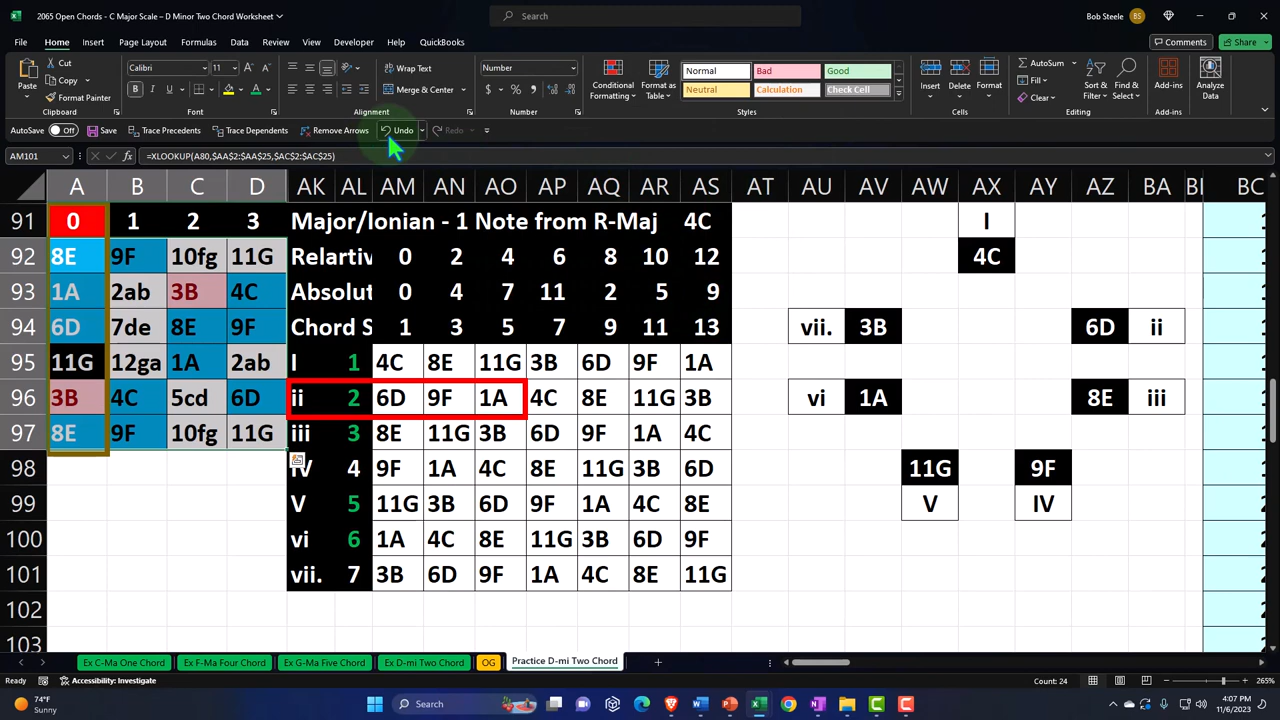 2065 Open Chords - C Major Scale – D Minor Two Chord Worksheet
Search
Bob Steele
BS
File Home Insert Page Layout Formulas Data Review View Developer Help QuickBooks
Comments Share
Paste
Cut
Copy
Format Painter
Calibri 11
B I U
Wrap Text
Merge & Center
Number
$ % ,
Conditional Formatting
Format as Table
Normal Bad Good
Neutral Calculation Check Cell
Insert Delete Format
AutoSum
Fill
Clear
Sort & Filter
Find & Select
Add-ins
Analyze Data
Clipboard Font Alignment Number Styles Cells Editing Add-ins
AutoSave Off Save Trace Precedents Trace Dependents Remove Arrows Undo Redo
AM101 fx =XLOOKUP(A80,$AA$2:$AA$25,$AC$2:$AC$25)
A B C D AK AL AM AN AO AP AQ AR AS AT AU AV AW AX AY AZ BA BC
91 0 1 2 3 Major/Ionian - 1 Note from R-Maj 4C I
92 8E 9F 10fg 11G Relartiv 0 2 4 6 8 10 12 4C
93 1A 2ab 3B 4C Absolut 0 4 7 11 2 5 9
94 6D 7de 8E 9F Chord S 1 3 5 7 9 11 13 vii. 3B 6D ii
95 11G 12ga 1A 2ab I 1 4C 8E 11G 3B 6D 9F 1A
96 3B 4C 5cd 6D ii 2 6D 9F 1A 4C 8E 11G 3B vi 1A 8E iii
97 8E 9F 10fg 11G iii 3 8E 11G 3B 6D 9F 1A 4C
98 IV 4 9F 1A 4C 8E 11G 3B 6D 11G 9F
99 V 5 11G 3B 6D 9F 1A 4C 8E V IV
100 vi 6 1A 4C 8E 11G 3B 6D 9F
101 vii. 7 3B 6D 9F 1A 4C 8E 11G
102
103
Ex C-Ma One Chord Ex F-Ma Four Chord Ex G-Ma Five Chord Ex D-mi Two Chord OG Practice D-mi Two Chord
Ready Accessibility: Investigate Count: 24 265%
74°F
Sunny
Search
4:07 PM
11/6/2023